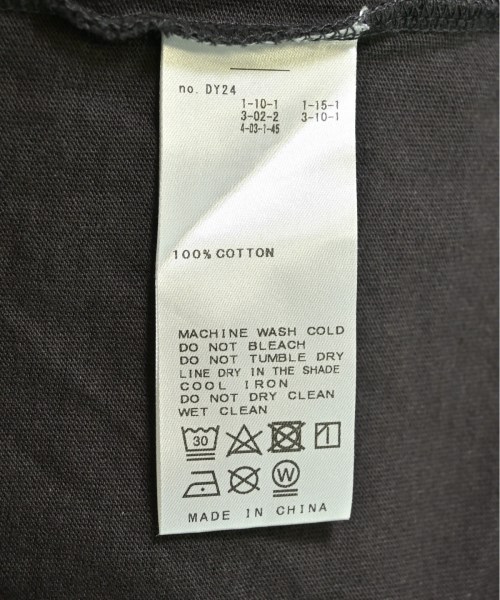 no. DY24
1-10-1 1-15-1
3-02-2 3-10-1
4-03-1-45
100% COTTON
MACHINE WASH COLD
DO NOT BLEACH
DO NOT TUMBLE DRY
LINE DRY IN THE SHADE
COOL IRON
DO NOT DRY CLEAN
WET CLEAN
30
W
MADE IN CHINA